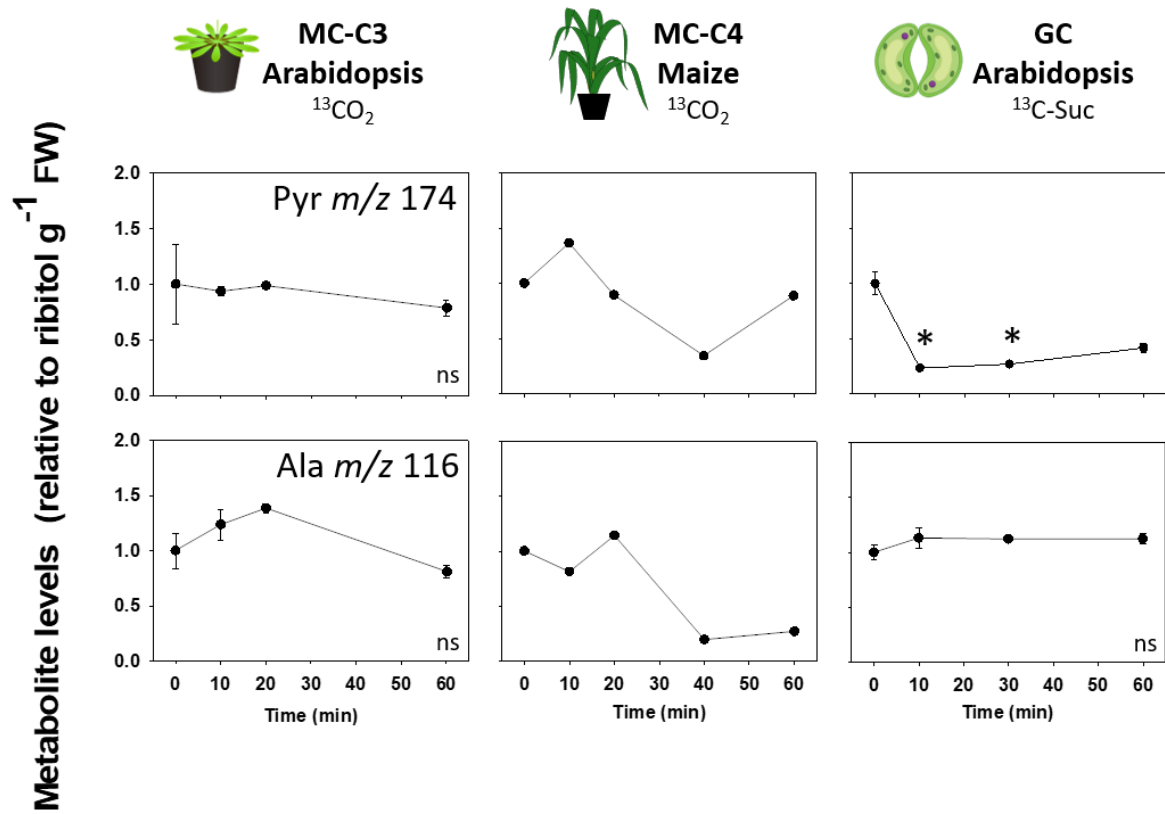 MC-C3
Arabidopsis
¹³CO₂
MC-C4
Maize
¹³CO₂
GC
Arabidopsis
¹³C-Suc
Metabolite levels (relative to ribitol g⁻¹ FW)
2.0
1.5
1.0
0.5
0.0
Pyr m/z 174
ns
*
*
2.0
1.5
1.0
0.5
0.0
Ala m/z 116
ns
ns
0 10 20 30 40 50 60
Time (min)
0 10 20 30 40 50 60
Time (min)
0 10 20 30 40 50 60
Time (min)